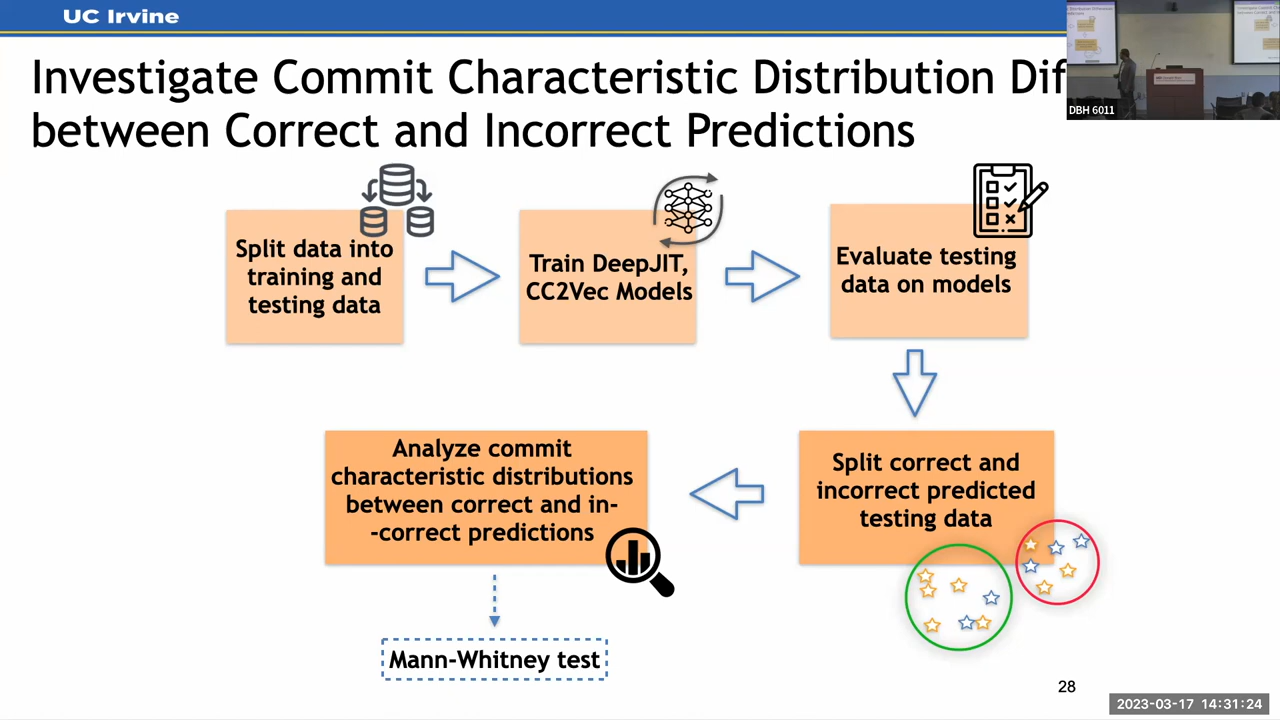 UC Irvine
Investigate Commit Characteristic Distribution Dif
between Correct and Incorrect Predictions
DBH 6011
Split data into
training and
testing data
Train DeepJIT,
CC2Vec Models
Evaluate testing
data on models
Split correct and
incorrect predicted
testing data
Analyze commit
characteristic distributions
between correct and in-
-correct predictions
Mann-Whitney test
28
2023-03-17 14:31:24